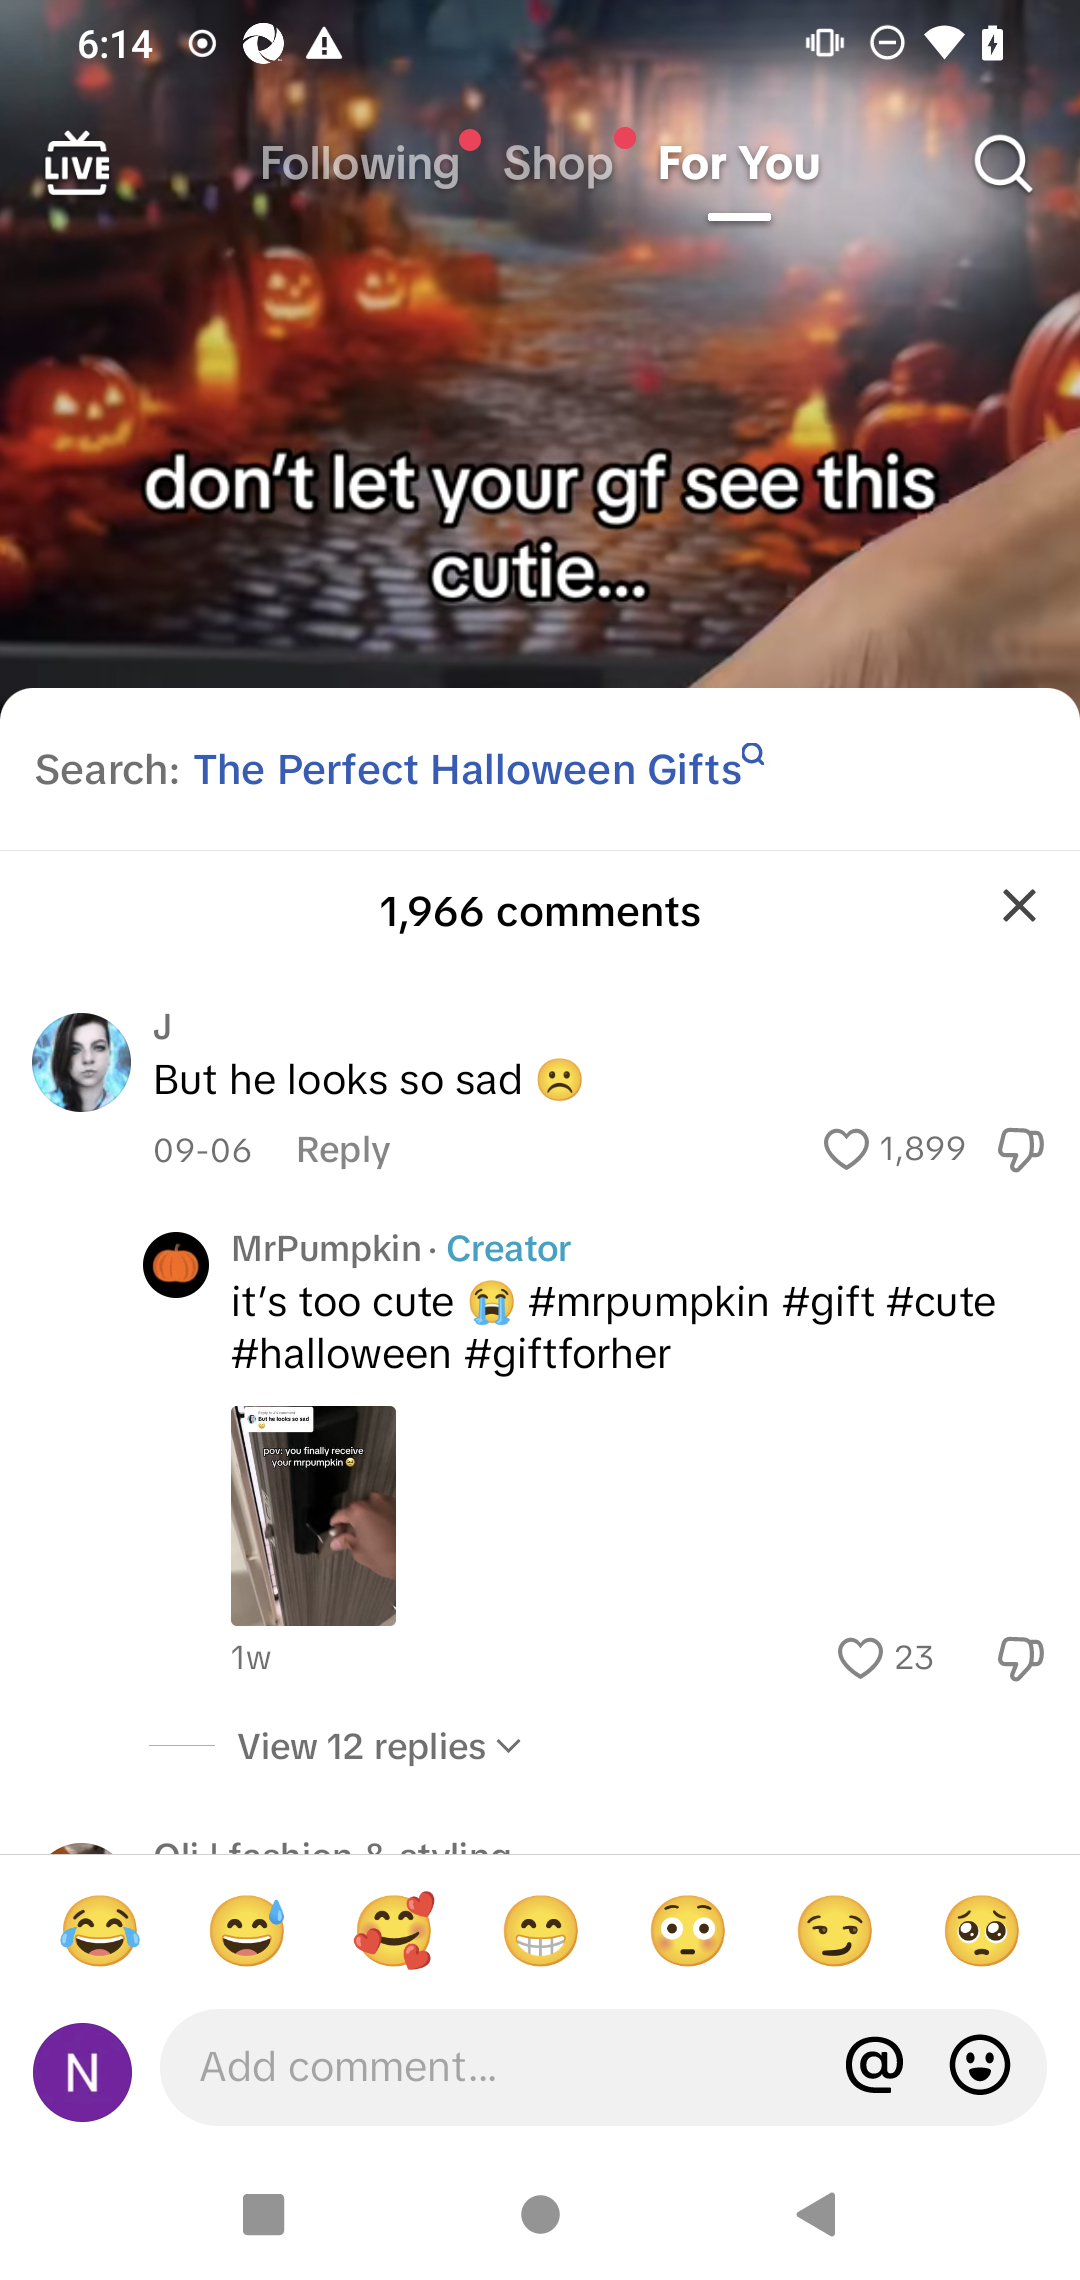 6:14
LIVE
Following Shop For You
don't let your gf see this
cutie...
Search: The Perfect Halloween Gifts
1,966 comments
J
But he looks so sad ☹️
09-06 Reply 1,899
MrPumpkin · Creator
it's too cute 😭 #mrpumpkin #gift #cute
#halloween #giftforher
But he looks so sad
pov: you finally receive
your mrpumpkin 🥺
1w 23
View 12 replies
Oli | fashion & styling
😂 😅 🥰 😁 😳 😏 🥺
N Add comment... @